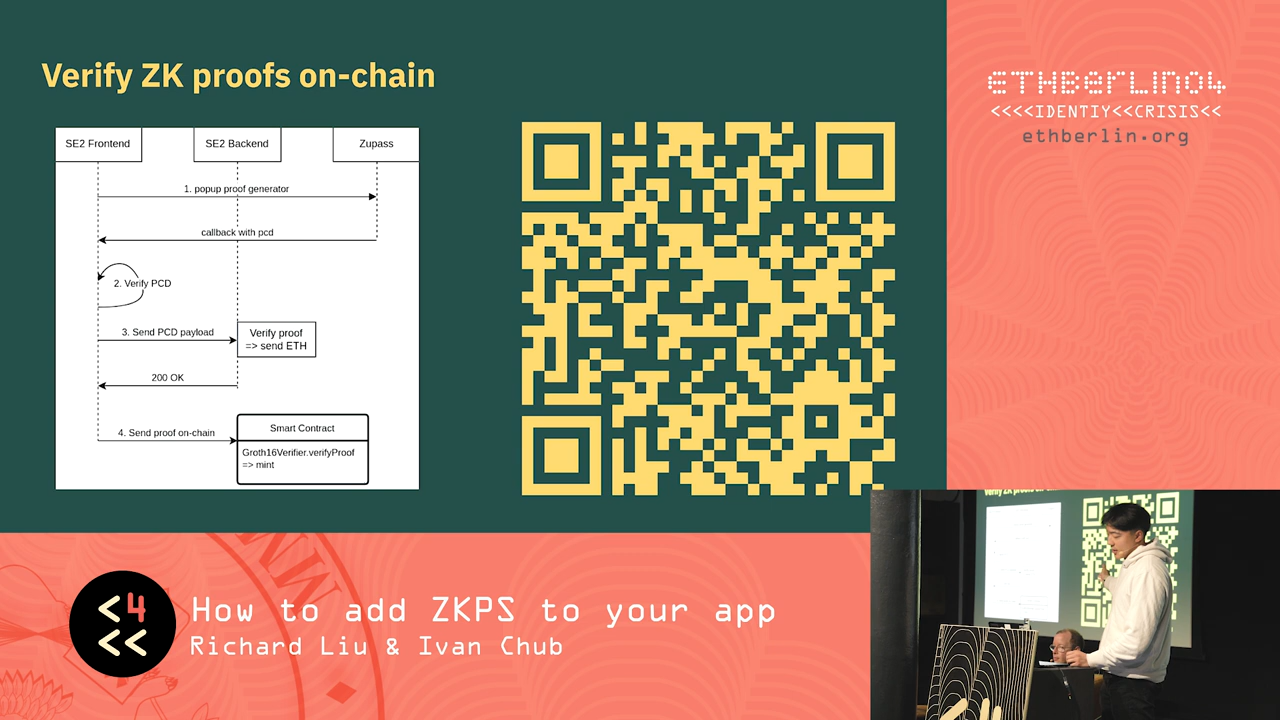 Verify ZK proofs on-chain
SE2 Frontend
SE2 Backend
Zupass
1. popup proof generator
callback with pcd
2. Verify PCD
3. Send PCD payload
Verify proof
=> send ETH
200 OK
4. Send proof on-chain
Smart Contract
Groth16Verifier.verifyProof
=> mint
ETHBERLIN04
<<<<IDENTIY<<CRISIS<<
ethberlin.org
<4
<<
How to add ZKPS to your app
Richard Liu & Ivan Chub